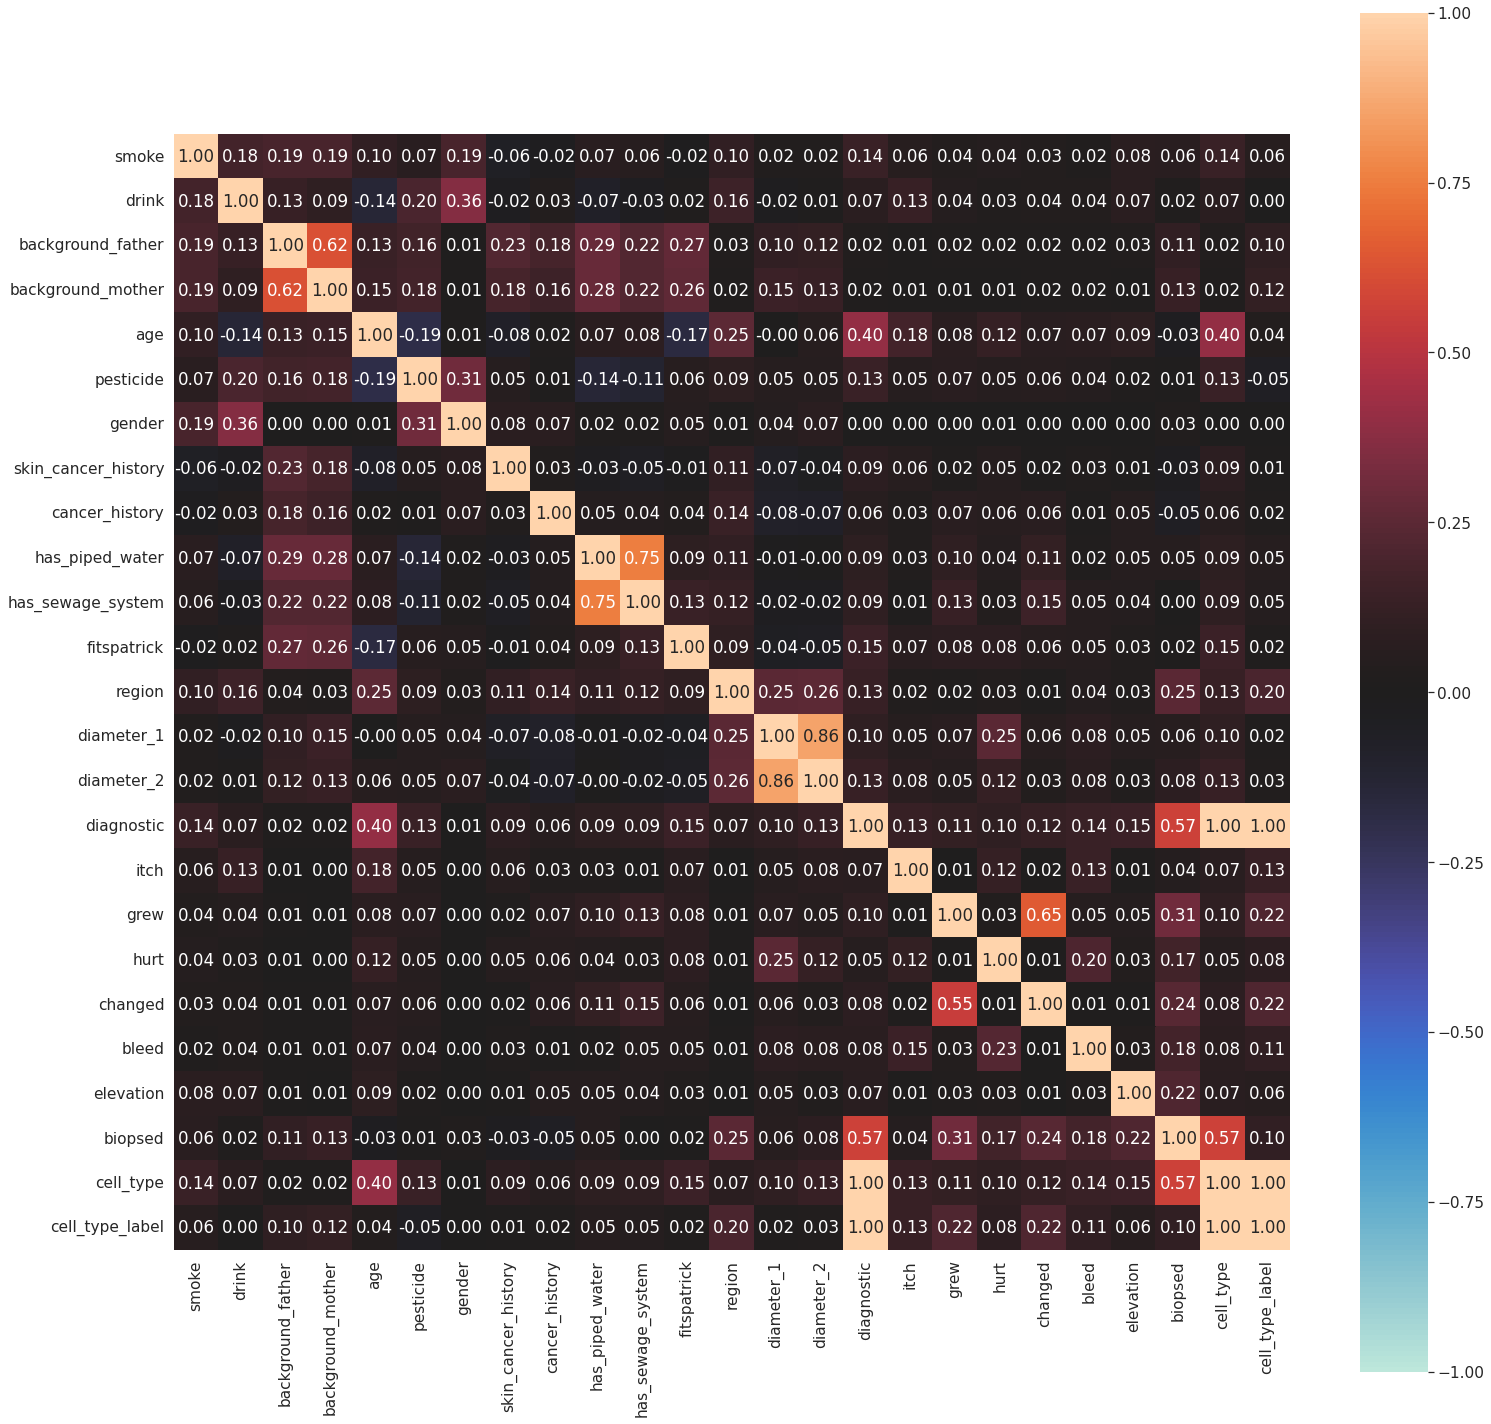 smoke 1.00 0.18 0.19 0.19 0.10 0.07 0.19 -0.06 -0.02 0.07 0.06 -0.02 0.10 0.02 0.02 0.14 0.06 0.04 0.04 0.03 0.02 0.08 0.06 0.14 0.06
drink 0.18 1.00 0.13 0.09 -0.14 0.20 0.36 -0.02 0.03 -0.07 -0.03 0.02 0.16 -0.02 0.01 0.07 0.13 0.04 0.03 0.04 0.04 0.07 0.02 0.07 0.00
background_father 0.19 0.13 1.00 0.62 0.13 0.16 0.01 0.23 0.18 0.29 0.22 0.27 0.03 0.10 0.12 0.02 0.01 0.02 0.02 0.02 0.02 0.03 0.11 0.02 0.10
background_mother 0.19 0.09 0.62 1.00 0.15 0.18 0.01 0.18 0.16 0.28 0.22 0.26 0.02 0.15 0.13 0.02 0.01 0.01 0.01 0.02 0.02 0.01 0.13 0.02 0.12
age 0.10 -0.14 0.13 0.15 1.00 -0.19 0.01 -0.08 0.02 0.07 0.08 -0.17 0.25 -0.00 0.06 0.40 0.18 0.08 0.12 0.07 0.07 0.09 -0.03 0.40 0.04
pesticide 0.07 0.20 0.16 0.18 -0.19 1.00 0.31 0.05 0.01 -0.14 -0.11 0.06 0.09 0.05 0.05 0.13 0.05 0.07 0.05 0.06 0.04 0.02 0.01 0.13 -0.05
gender 0.19 0.36 0.00 0.00 0.01 0.31 1.00 0.08 0.07 0.02 0.02 0.05 0.01 0.04 0.07 0.00 0.00 0.00 0.01 0.00 0.00 0.00 0.03 0.00 0.00
skin_cancer_history -0.06 -0.02 0.23 0.18 -0.08 0.05 0.08 1.00 0.03 -0.03 -0.05 -0.01 0.11 -0.07 -0.04 0.09 0.06 0.02 0.05 0.02 0.03 0.01 -0.03 0.09 0.01
cancer_history -0.02 0.03 0.18 0.16 0.02 0.01 0.07 0.03 1.00 0.05 0.04 0.04 0.14 -0.08 -0.07 0.06 0.03 0.07 0.06 0.06 0.01 0.05 -0.05 0.06 0.02
has_piped_water 0.07 -0.07 0.29 0.28 0.07 -0.14 0.02 -0.03 0.05 1.00 0.75 0.09 0.11 -0.01 -0.00 0.09 0.03 0.10 0.04 0.11 0.02 0.05 0.05 0.09 0.05
has_sewage_system 0.06 -0.03 0.22 0.22 0.08 -0.11 0.02 -0.05 0.04 0.75 1.00 0.13 0.12 -0.02 -0.02 0.09 0.01 0.13 0.03 0.15 0.05 0.04 0.00 0.09 0.05
fitspatrick -0.02 0.02 0.27 0.26 -0.17 0.06 0.05 -0.01 0.04 0.09 0.13 1.00 0.09 -0.04 -0.05 0.15 0.07 0.08 0.08 0.06 0.05 0.03 0.02 0.15 0.02
region 0.10 0.16 0.04 0.03 0.25 0.09 0.03 0.11 0.14 0.11 0.12 0.09 1.00 0.25 0.26 0.13 0.02 0.02 0.03 0.01 0.04 0.03 0.25 0.13 0.20
diameter_1 0.02 -0.02 0.10 0.15 -0.00 0.05 0.04 -0.07 -0.08 -0.01 -0.02 -0.04 0.25 1.00 0.86 0.10 0.05 0.07 0.25 0.06 0.08 0.05 0.06 0.10 0.02
diameter_2 0.02 0.01 0.12 0.13 0.06 0.05 0.07 -0.04 -0.07 -0.00 -0.02 -0.05 0.26 0.86 1.00 0.13 0.08 0.05 0.12 0.03 0.08 0.03 0.08 0.13 0.03
diagnostic 0.14 0.07 0.02 0.02 0.40 0.13 0.01 0.09 0.06 0.09 0.09 0.15 0.07 0.10 0.13 1.00 0.13 0.11 0.10 0.12 0.14 0.15 0.57 1.00 1.00
itch 0.06 0.13 0.01 0.00 0.18 0.05 0.00 0.06 0.03 0.03 0.01 0.07 0.01 0.05 0.08 0.07 1.00 0.01 0.12 0.02 0.13 0.01 0.04 0.07 0.13
grew 0.04 0.04 0.01 0.01 0.08 0.07 0.00 0.02 0.07 0.10 0.13 0.08 0.01 0.07 0.05 0.10 0.01 1.00 0.03 0.65 0.05 0.05 0.31 0.10 0.22
hurt 0.04 0.03 0.01 0.00 0.12 0.05 0.00 0.05 0.06 0.04 0.03 0.08 0.01 0.25 0.12 0.05 0.12 0.01 1.00 0.01 0.20 0.03 0.17 0.05 0.08
changed 0.03 0.04 0.01 0.01 0.07 0.06 0.00 0.02 0.06 0.11 0.15 0.06 0.01 0.06 0.03 0.08 0.02 0.55 0.01 1.00 0.01 0.01 0.24 0.08 0.22
bleed 0.02 0.04 0.01 0.01 0.07 0.04 0.00 0.03 0.01 0.02 0.05 0.05 0.01 0.08 0.08 0.08 0.15 0.03 0.23 0.01 1.00 0.03 0.18 0.08 0.11
elevation 0.08 0.07 0.01 0.01 0.09 0.02 0.00 0.01 0.05 0.05 0.04 0.03 0.01 0.05 0.03 0.07 0.01 0.03 0.03 0.01 0.03 1.00 0.22 0.07 0.06
biopsed 0.06 0.02 0.11 0.13 -0.03 0.01 0.03 -0.03 -0.05 0.05 0.00 0.02 0.25 0.06 0.08 0.57 0.04 0.31 0.17 0.24 0.18 0.22 1.00 0.57 0.10
cell_type 0.14 0.07 0.02 0.02 0.40 0.13 0.01 0.09 0.06 0.09 0.09 0.15 0.07 0.10 0.13 1.00 0.13 0.11 0.10 0.12 0.14 0.15 0.57 1.00 1.00
cell_type_label 0.06 0.00 0.10 0.12 0.04 -0.05 0.00 0.01 0.02 0.05 0.05 0.02 0.20 0.02 0.03 1.00 0.13 0.22 0.08 0.22 0.11 0.06 0.10 1.00 1.00
smoke
drink
background_father
background_mother
age
pesticide
gender
skin_cancer_history
cancer_history
has_piped_water
has_sewage_system
fitspatrick
region
diameter_1
diameter_2
diagnostic
itch
grew
hurt
changed
bleed
elevation
biopsed
cell_type
cell_type_label
1.00
0.75
0.50
0.25
0.00
−0.25
−0.50
−0.75
−1.00